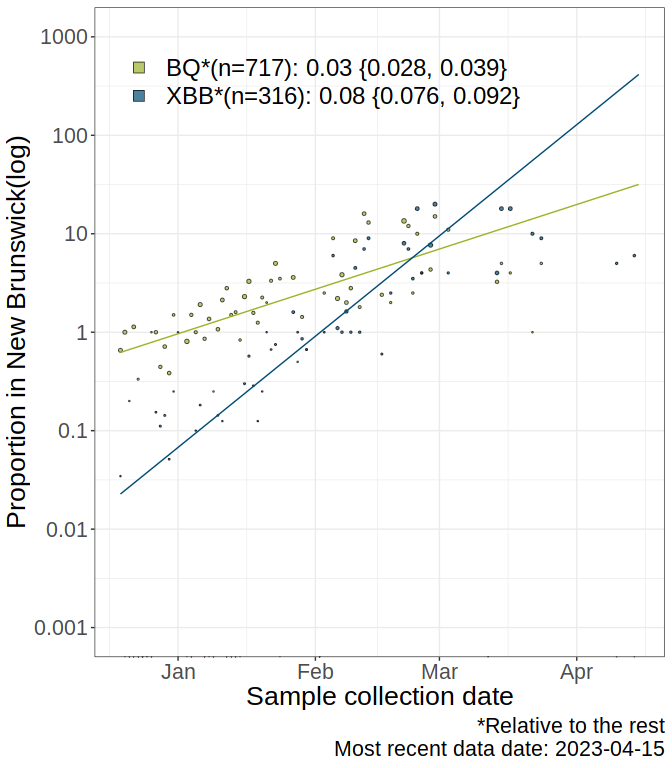 1000
100
10
1
0.1
0.01
0.001
Proportion in New Brunswick(log)
BQ*(n=717): 0.03 {0.028, 0.039}
XBB*(n=316): 0.08 {0.076, 0.092}
Jan Feb Mar Apr
Sample collection date
*Relative to the rest
Most recent data date: 2023-04-15